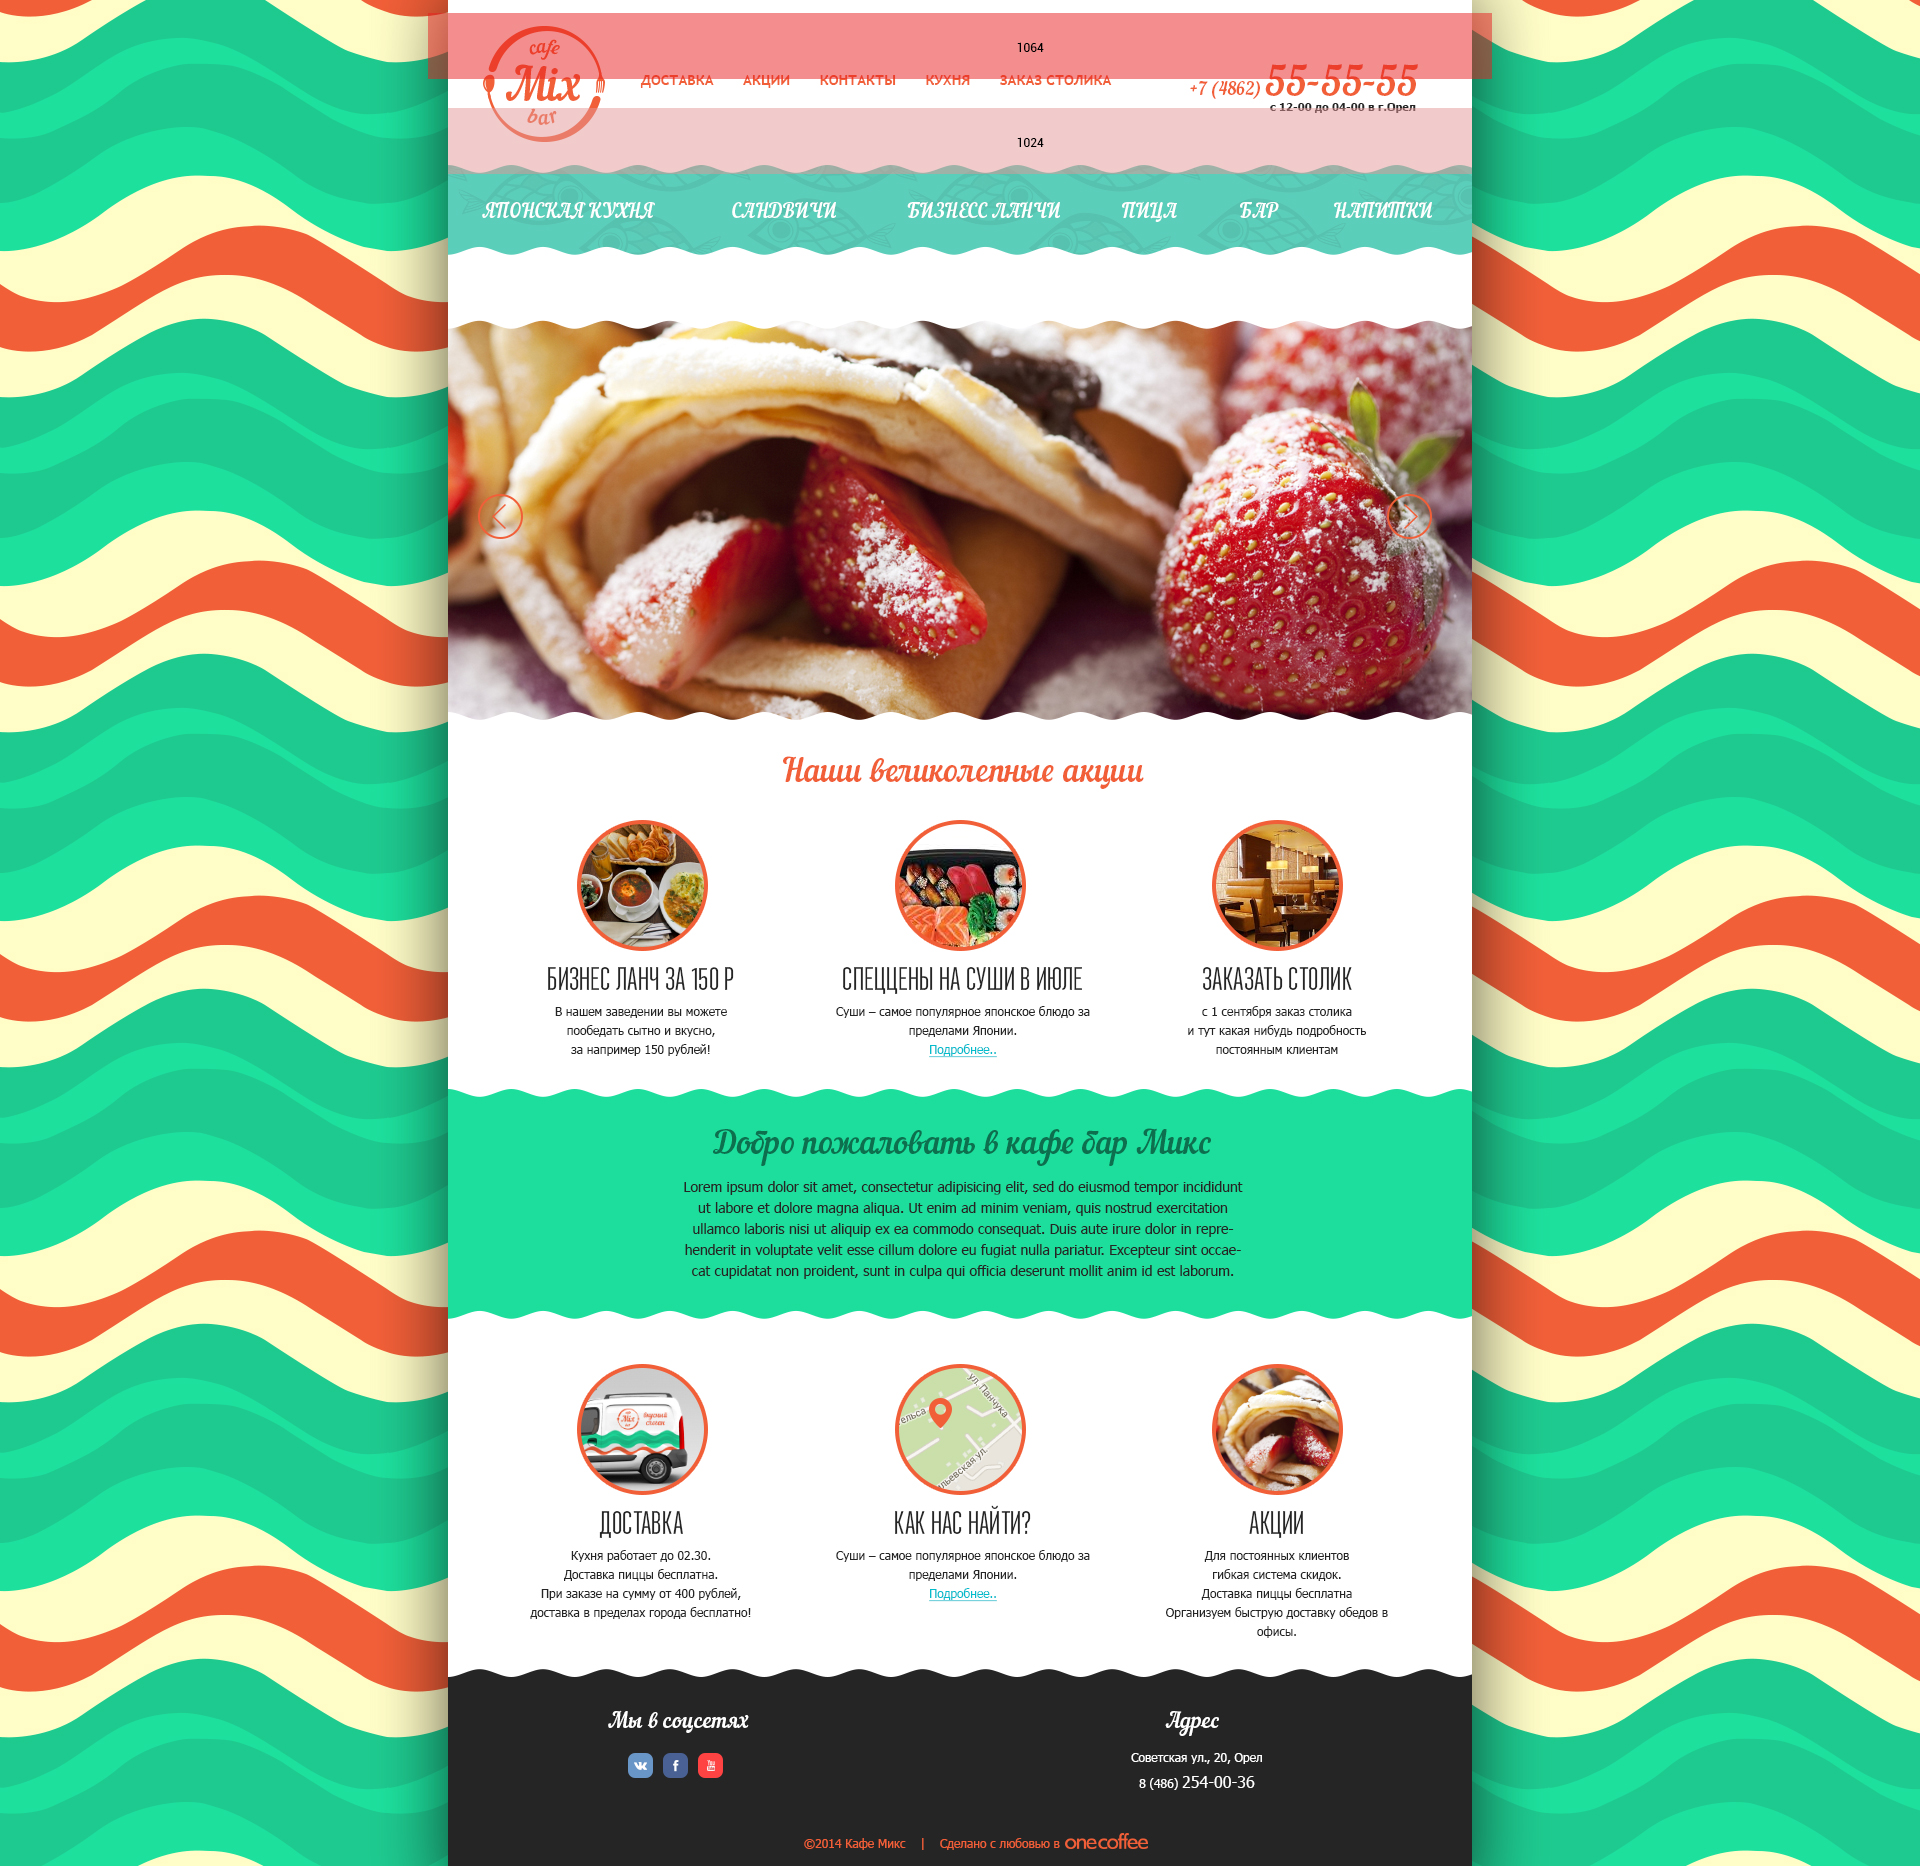 1064
cafe
Mix
bar
ДОСТАВКА АКЦИИ КОНТАКТЫ КУХНЯ ЗАКАЗ СТОЛИКА
+7 (4862) 55-55-55
с 12-00 до 04-00 в г.Орел
1024
ЯПОНСКАЯ КУХНЯ САНДВИЧИ БИЗНЕСС ЛАНЧИ ПИЦА БАР НАПИТКИ
Наши великолепные акции
БИЗНЕС ЛАНЧ ЗА 150 Р
В нашем заведении вы можете
пообедать сытно и вкусно,
за например 150 рублей!
СПЕЦЦЕНЫ НА СУШИ В ИЮЛЕ
Суши – самое популярное японское блюдо за
пределами Японии.
Подробнее..
ЗАКАЗАТЬ СТОЛИК
с 1 сентября заказ столика
и тут какая нибудь подробность
постоянным клиентам
Добро пожаловать в кафе бар Микс
Lorem ipsum dolor sit amet, consectetur adipisicing elit, sed do eiusmod tempor incididunt
ut labore et dolore magna aliqua. Ut enim ad minim veniam, quis nostrud exercitation
ullamco laboris nisi ut aliquip ex ea commodo consequat. Duis aute irure dolor in repre-
henderit in voluptate velit esse cillum dolore eu fugiat nulla pariatur. Excepteur sint occae-
cat cupidatat non proident, sunt in culpa qui officia deserunt mollit anim id est laborum.
Mix
ул. Панчука
ельса
ильевская ул.
ДОСТАВКА
Кухня работает до 02.30.
Доставка пиццы бесплатна.
При заказе на сумму от 400 рублей,
доставка в пределах города бесплатно!
КАК НАС НАЙТИ?
Суши – самое популярное японское блюдо за
пределами Японии.
Подробнее..
АКЦИИ
Для постоянных клиентов
гибкая система скидок.
Доставка пиццы бесплатна
Организуем быструю доставку обедов в
офисы.
Мы в соцсетях
Адрес
Советская ул., 20, Орел
8 (486) 254-00-36
©2014 Кафе Микс | Сделано с любовью в onecoffee